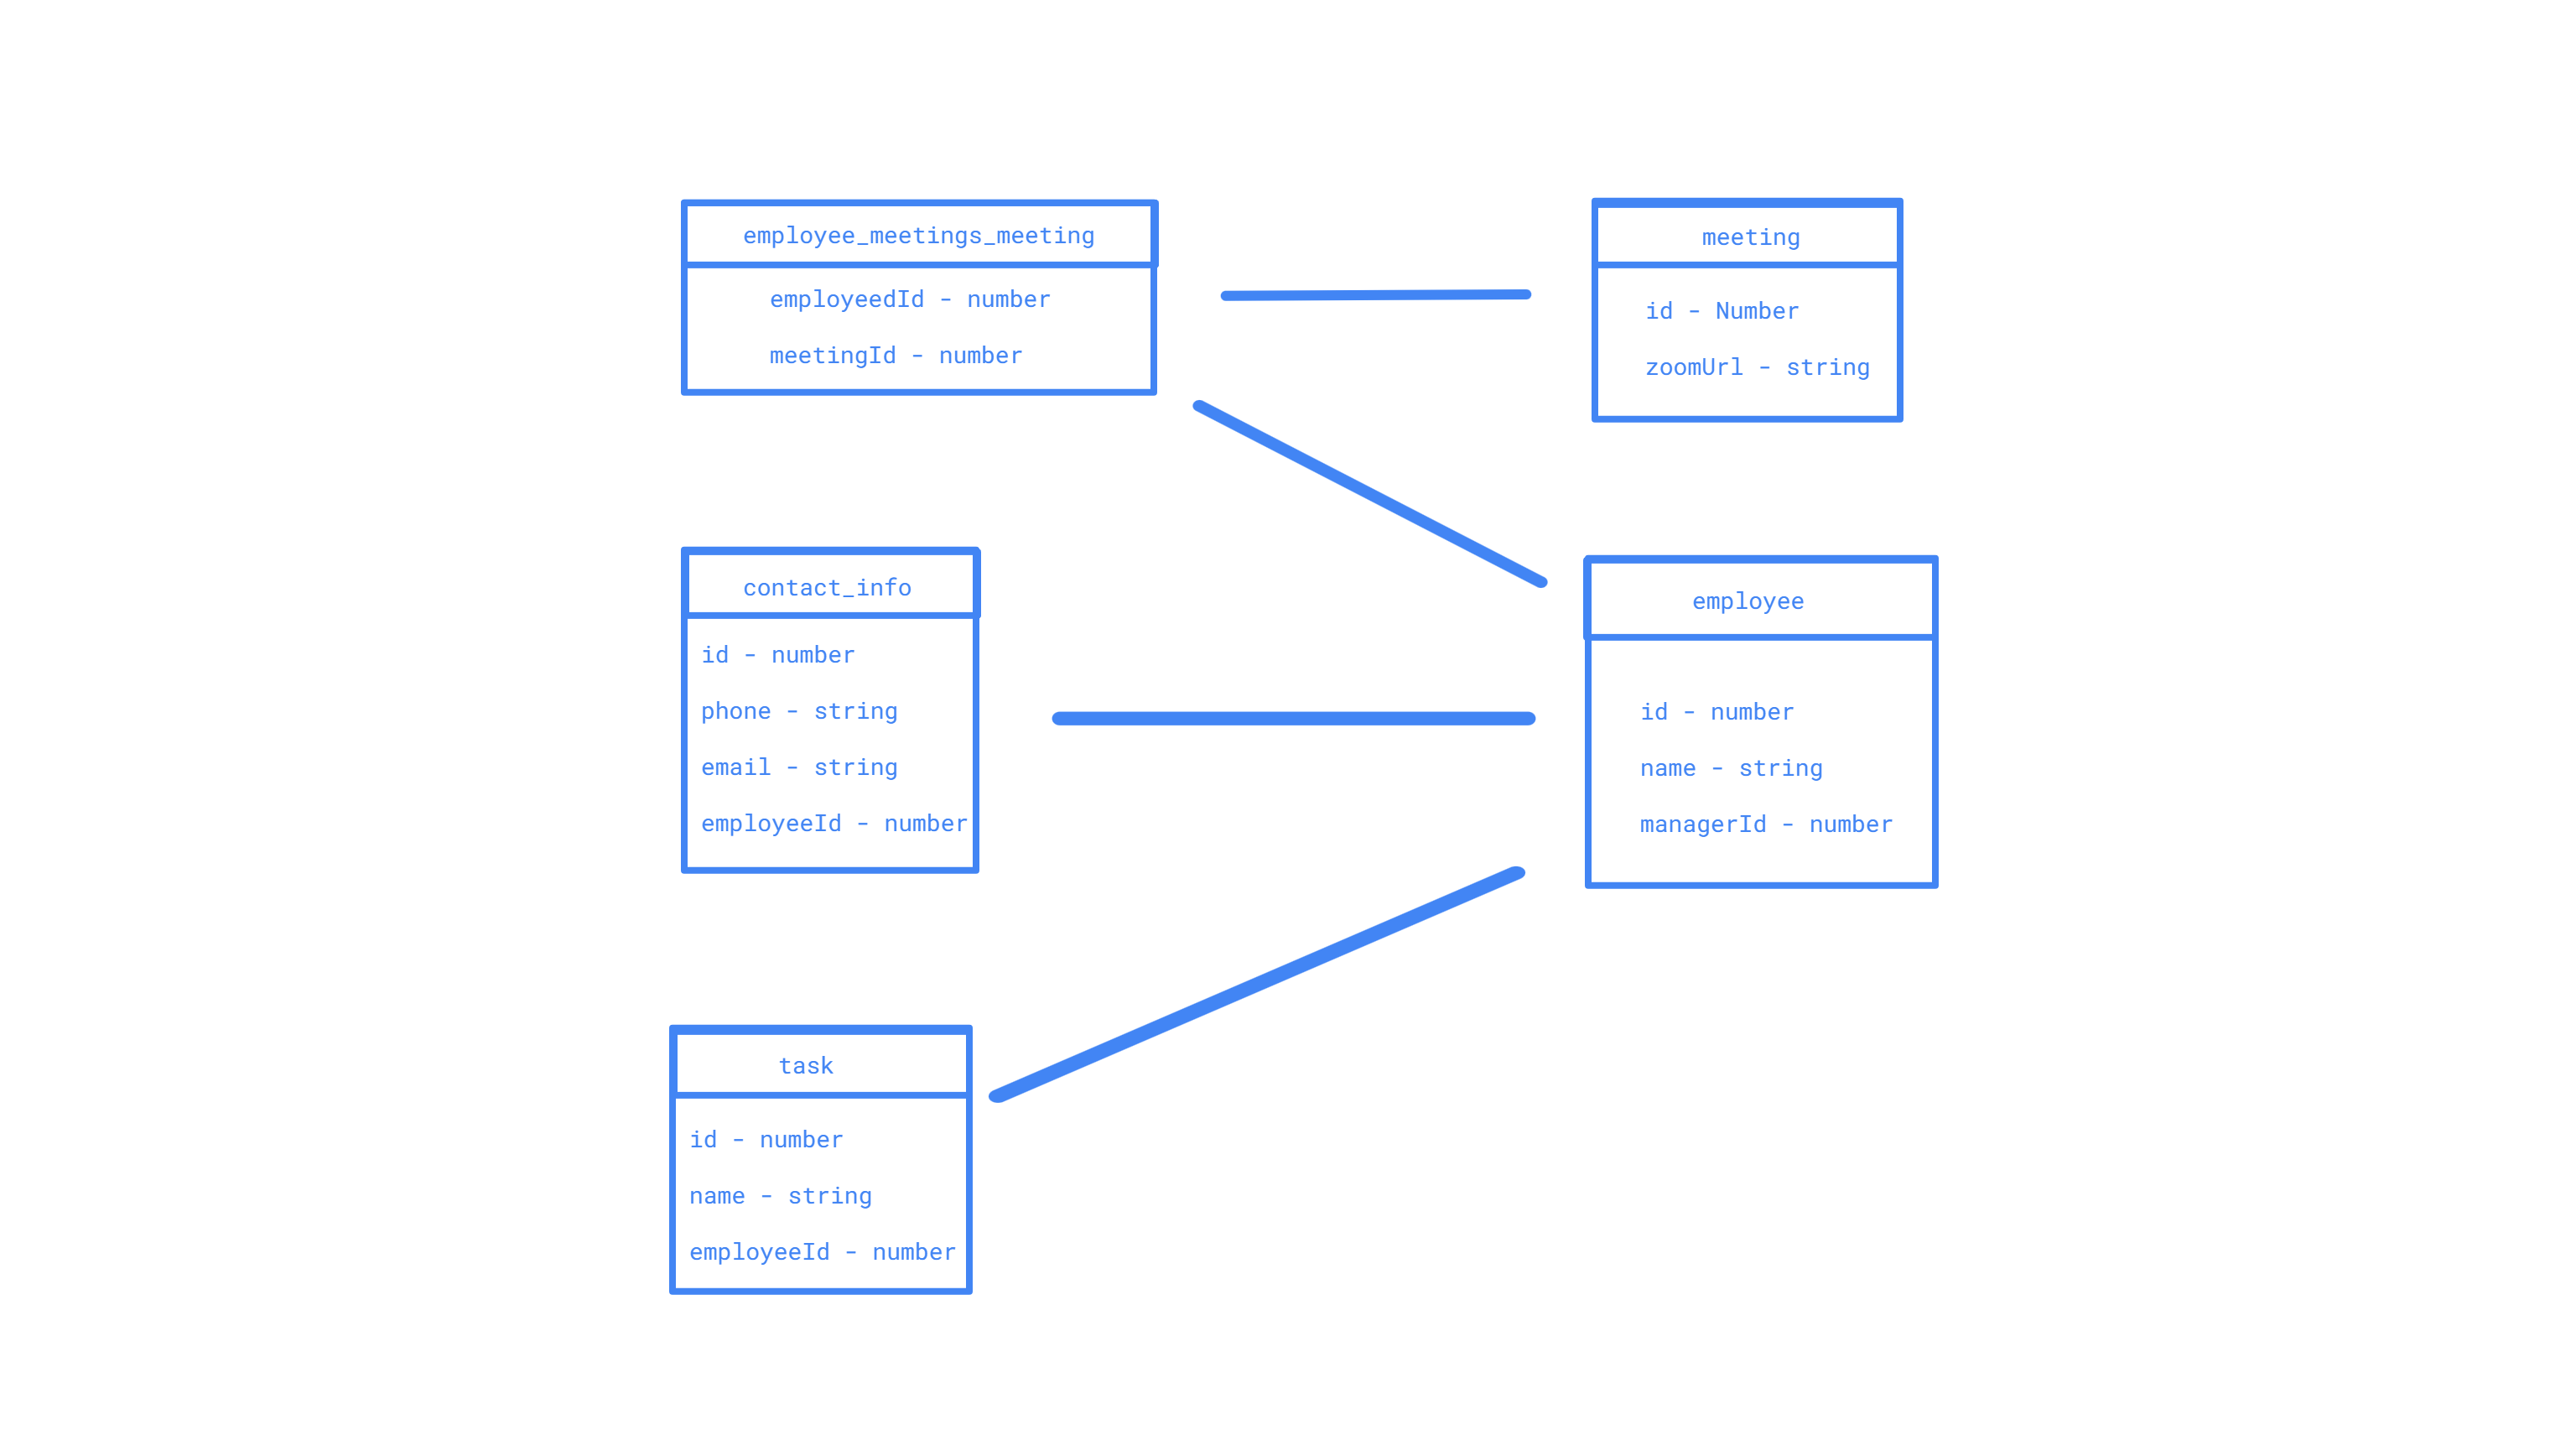 employee_meetings_meeting
employeedId - number
meetingId - number
meeting
id - Number
zoomUrl - string
contact_info
id - number
phone - string
email - string
employeeId - number
employee
id - number
name - string
managerId - number
task
id - number
name - string
employeeId - number